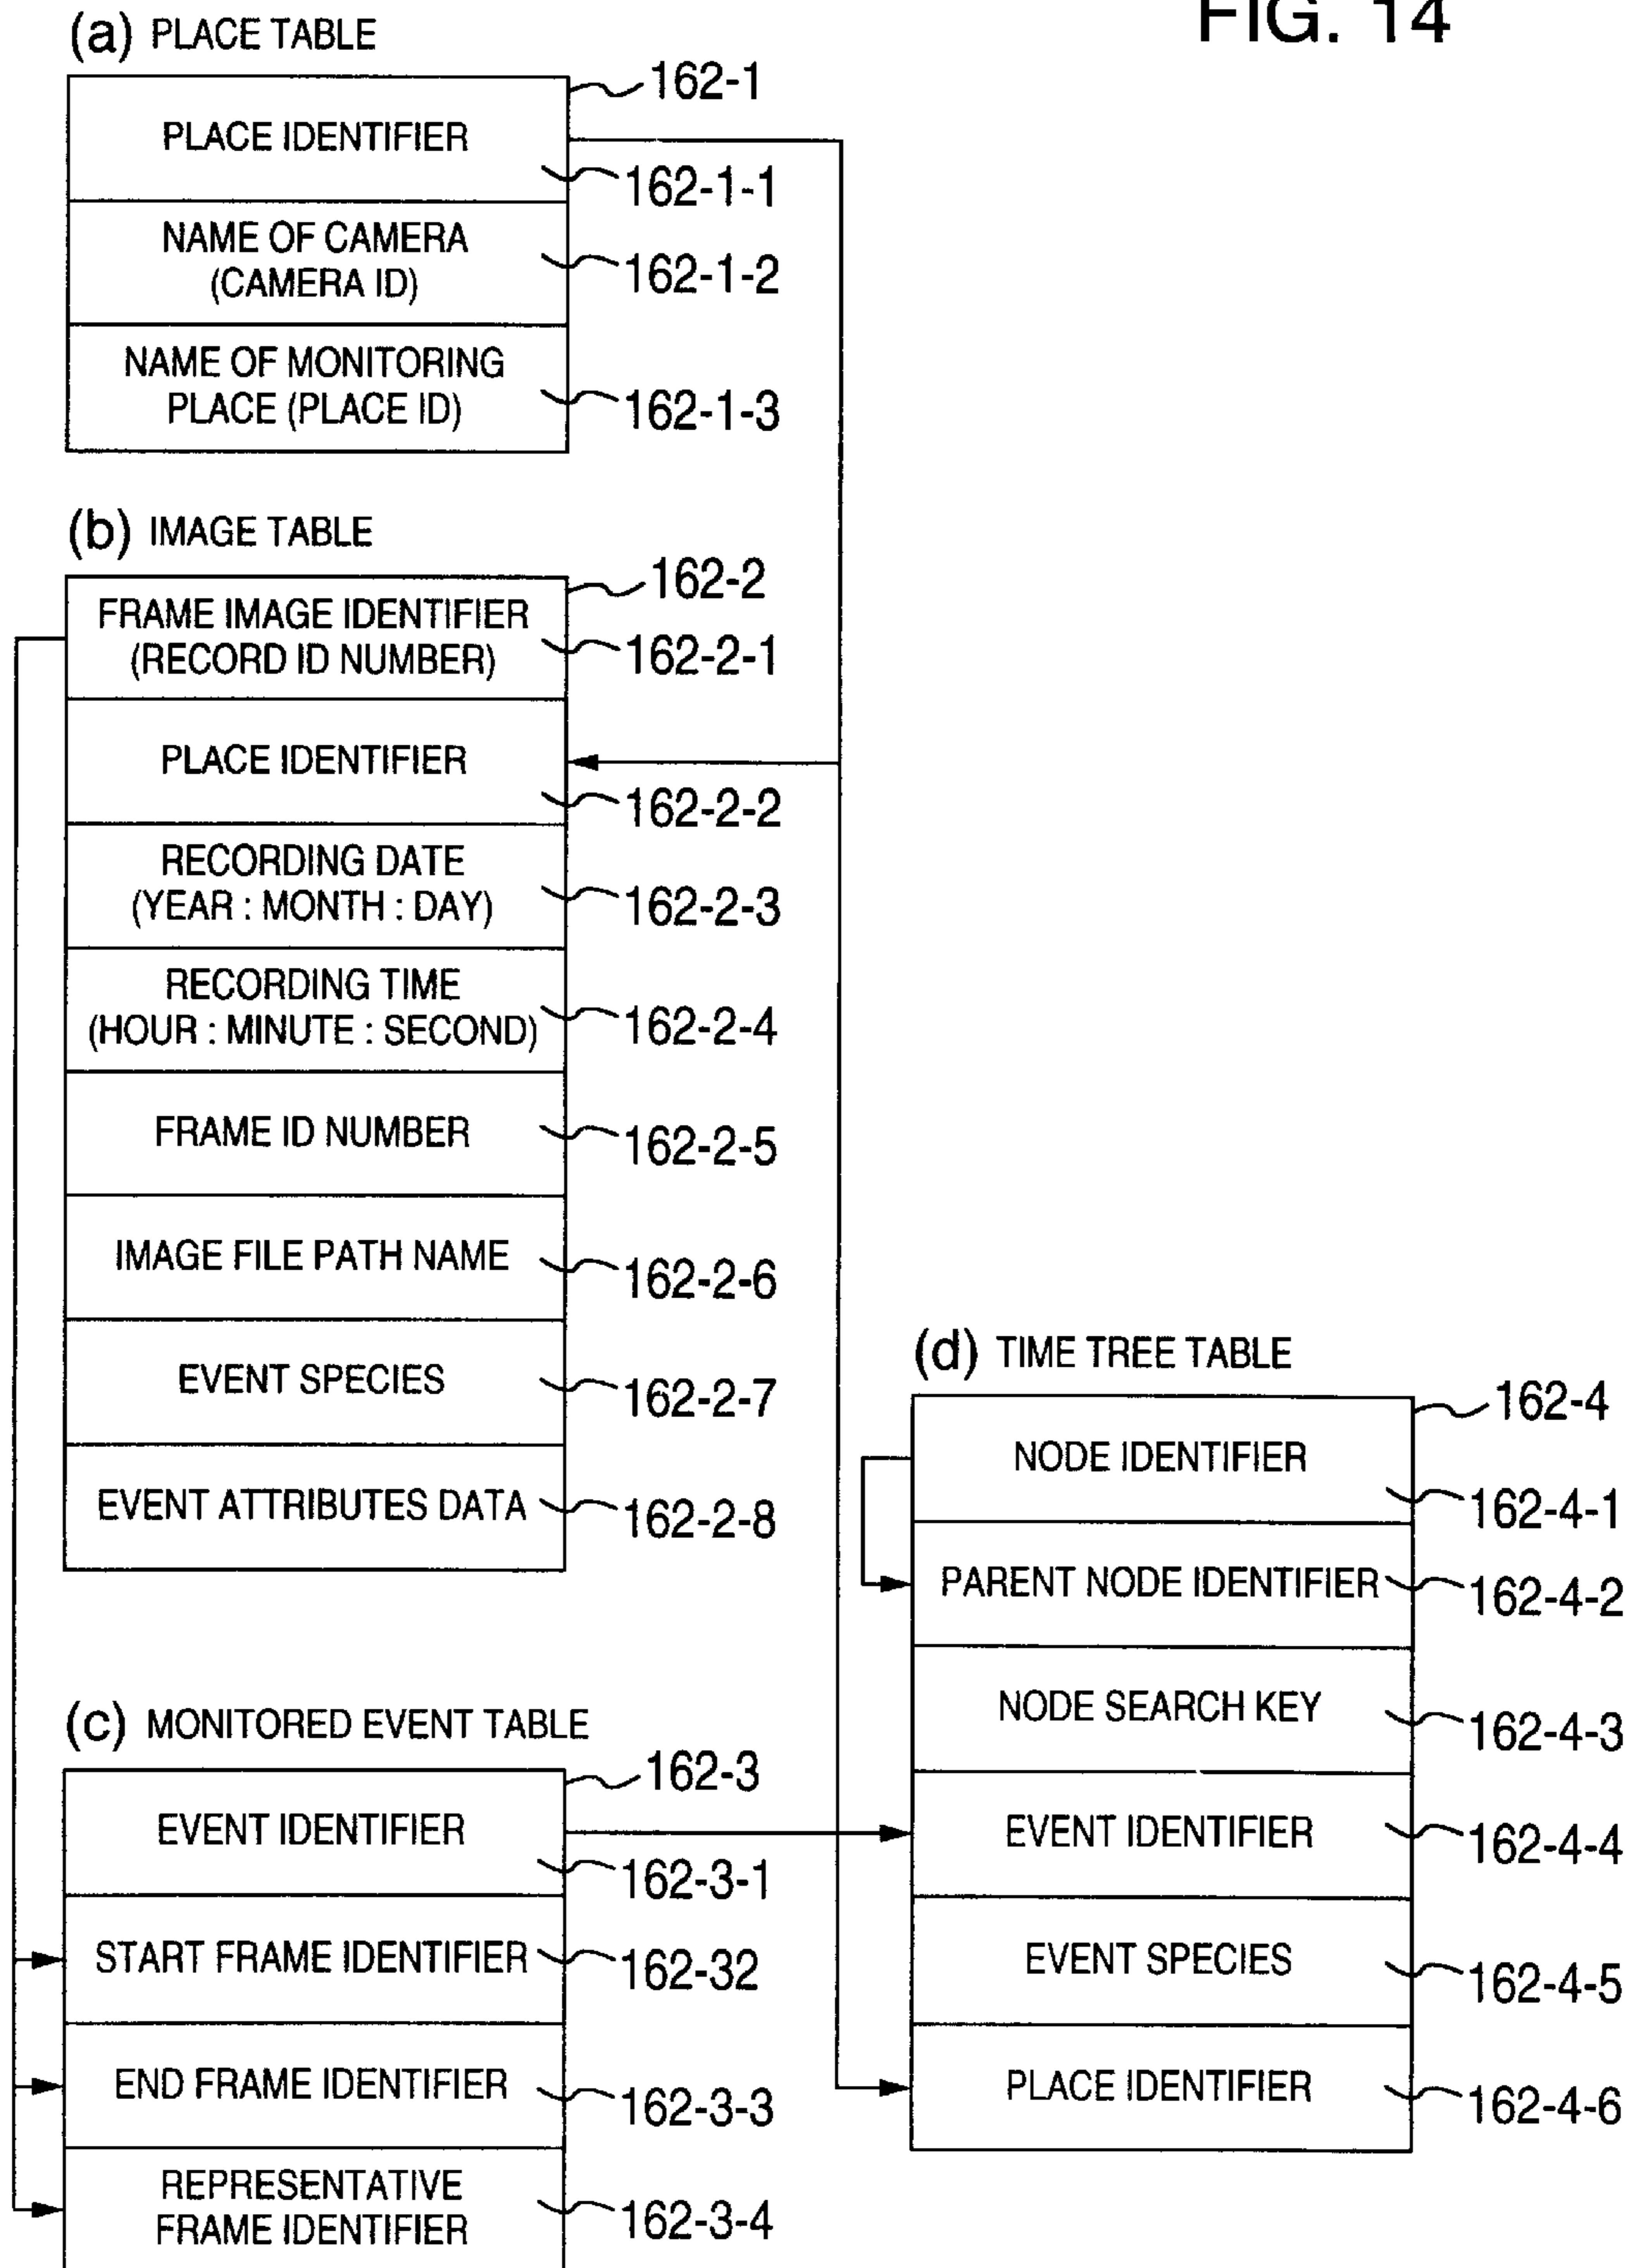 FIG. 14
(a) PLACE TABLE
162-1
PLACE IDENTIFIER
162-1-1
NAME OF CAMERA
(CAMERA ID)
162-1-2
NAME OF MONITORING
PLACE (PLACE ID)
162-1-3
(b) IMAGE TABLE
162-2
FRAME IMAGE IDENTIFIER
(RECORD ID NUMBER)
162-2-1
PLACE IDENTIFIER
162-2-2
RECORDING DATE
(YEAR : MONTH : DAY)
162-2-3
RECORDING TIME
(HOUR : MINUTE : SECOND)
162-2-4
FRAME ID NUMBER
162-2-5
IMAGE FILE PATH NAME
162-2-6
EVENT SPECIES
162-2-7
EVENT ATTRIBUTES DATA
162-2-8
(c) MONITORED EVENT TABLE
162-3
EVENT IDENTIFIER
162-3-1
START FRAME IDENTIFIER
162-32
END FRAME IDENTIFIER
162-3-3
REPRESENTATIVE
FRAME IDENTIFIER
162-3-4
(d) TIME TREE TABLE
162-4
NODE IDENTIFIER
162-4-1
PARENT NODE IDENTIFIER
162-4-2
NODE SEARCH KEY
162-4-3
EVENT IDENTIFIER
162-4-4
EVENT SPECIES
162-4-5
PLACE IDENTIFIER
162-4-6